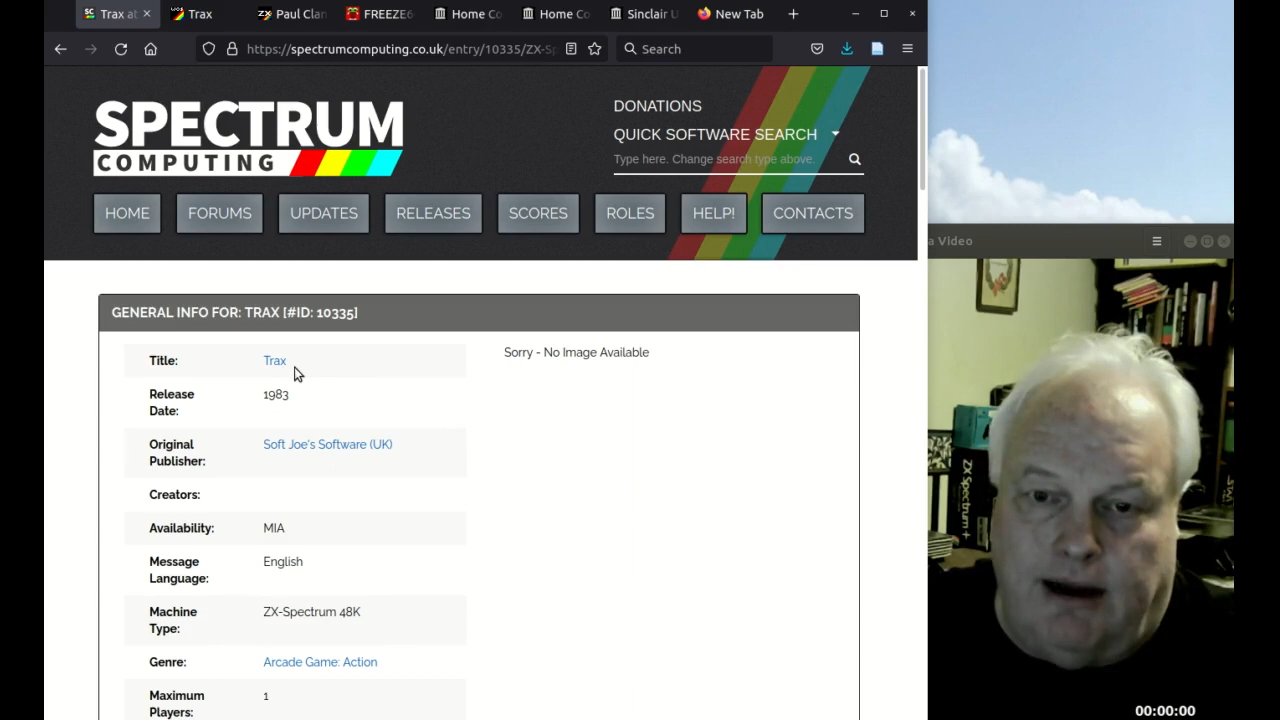 Trax at
Trax
Paul Clan
FREEZE6
Home Co
Home Co
Sinclair U
New Tab
https://spectrumcomputing.co.uk/entry/10335/ZX-Sp
Search
SPECTRUM
COMPUTING
DONATIONS
QUICK SOFTWARE SEARCH
Type here. Change search type above.
HOME
FORUMS
UPDATES
RELEASES
SCORES
ROLES
HELP!
CONTACTS
a Video
GENERAL INFO FOR: TRAX [#ID: 10335]
Title: Trax
Sorry - No Image Available
Release Date: 1983
Original Publisher: Soft Joe's Software (UK)
Creators:
Availability: MIA
Message Language: English
Machine Type: ZX-Spectrum 48K
Genre: Arcade Game: Action
Maximum Players: 1
ZX Spectrum+
00:00:00